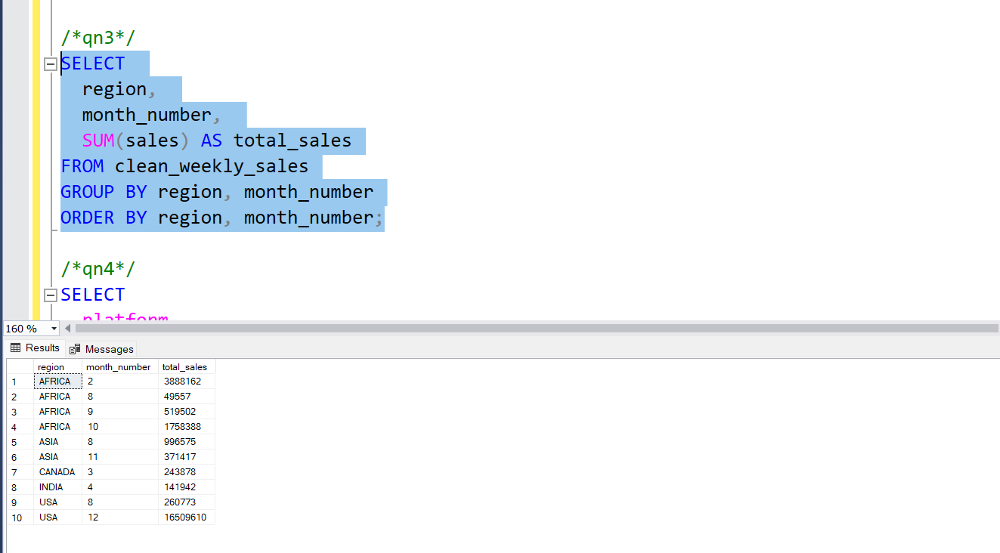 /*qn3*/
SELECT
region,
month_number,
SUM(sales) AS total_sales
FROM clean_weekly_sales
GROUP BY region, month_number
ORDER BY region, month_number;
/*qn4*/
SELECT
platform
160 %
Results Messages
region month_number total_sales
1 AFRICA 2 3888162
2 AFRICA 8 49557
3 AFRICA 9 519502
4 AFRICA 10 1758388
5 ASIA 8 996575
6 ASIA 11 371417
7 CANADA 3 243878
8 INDIA 4 141942
9 USA 8 260773
10 USA 12 16509610